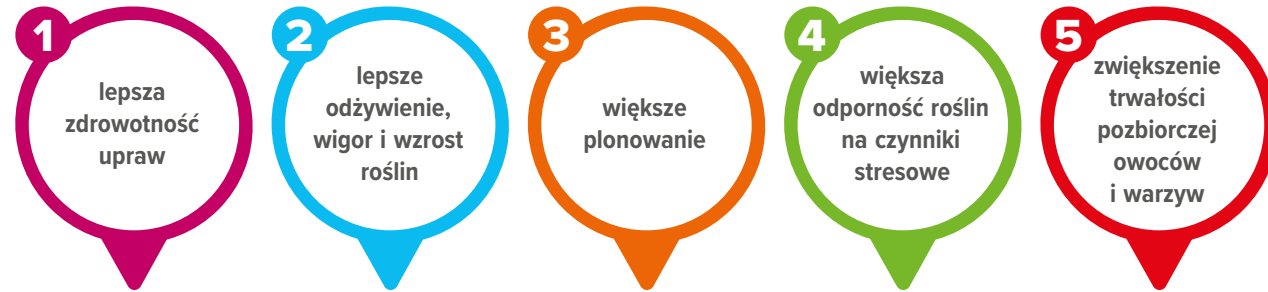 1
lepsza
zdrowotność
upraw
2
lepsze
odżywienie,
wigor i wzrost
roślin
3
większe
plonowanie
4
większa
odporność roślin
na czynniki
stresowe
5
zwiększenie
trwałości
pozbiorczej
owoców
i warzyw